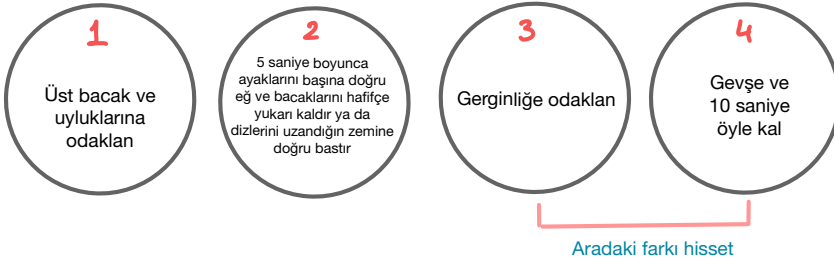 1
Üst bacak ve
uyluklarına
odaklan
2
5 saniye boyunca
ayaklarını başına doğru
eğ ve bacaklarını hafifçe
yukarı kaldır ya da
dizlerini uzandığın zemine
doğru bastır
3
Gerginliğe odaklan
4
Gevşe ve
10 saniye
öyle kal
Aradaki farkı hisset